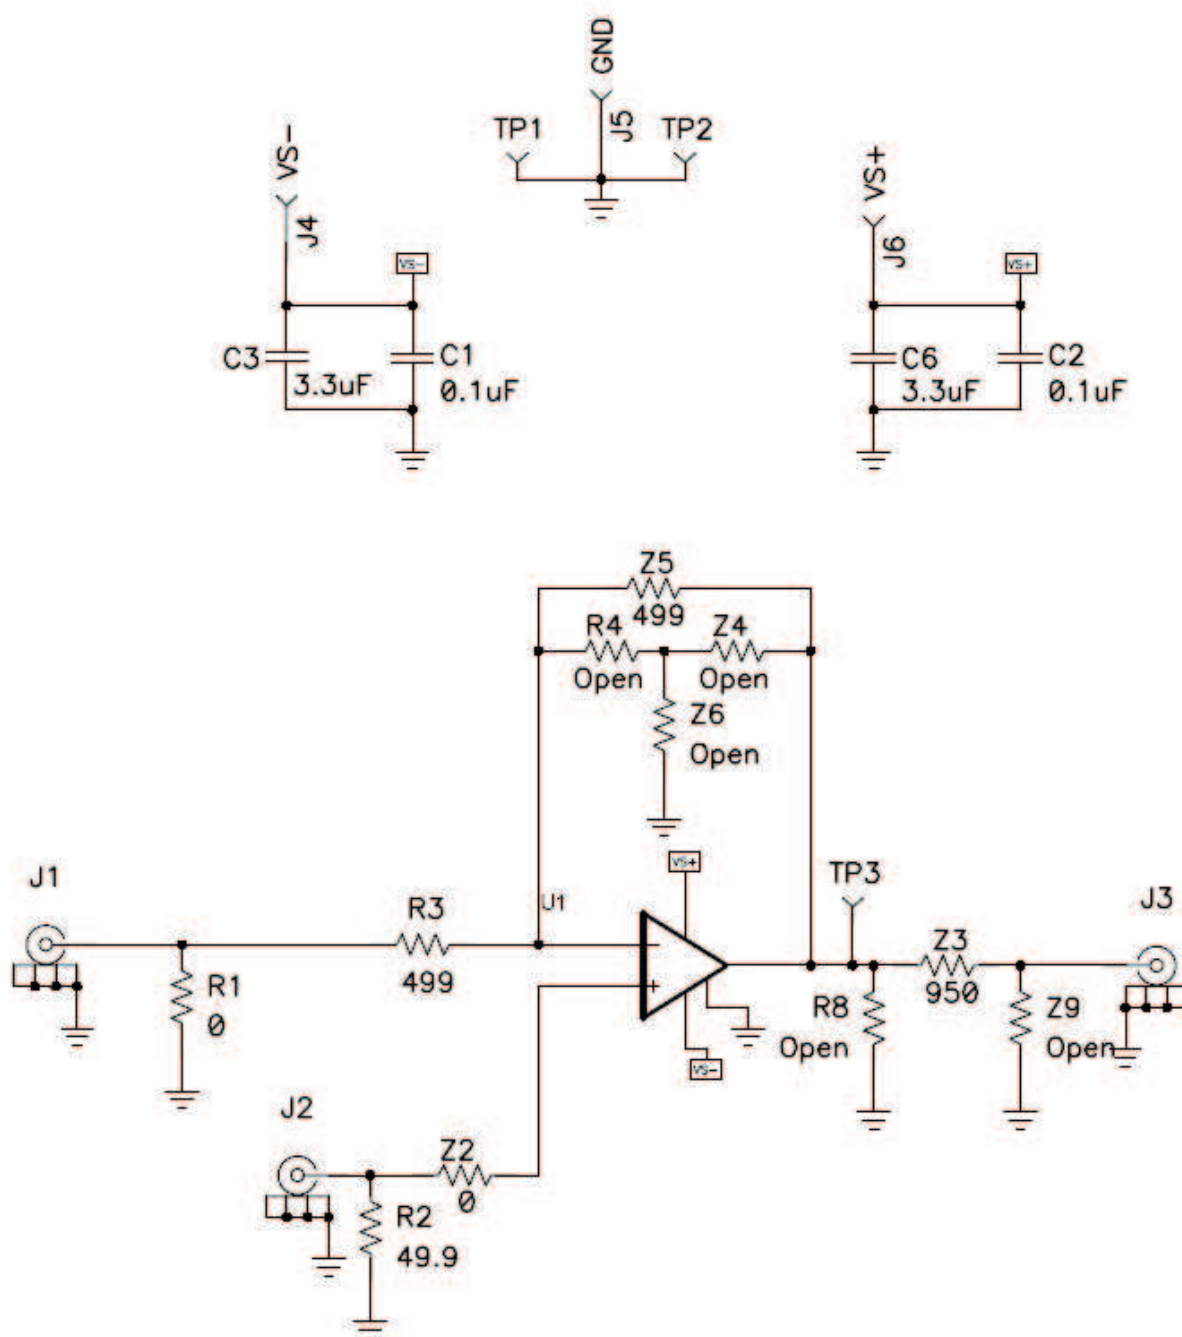 GND
J5
TP1
TP2
VS-
J4
VS-
C3
3.3uF
C1
0.1uF
VS+
J6
VS+
C6
3.3uF
C2
0.1uF
Z5
499
R4
Open
Z4
Open
Z6
Open
J1
R1
0
R3
499
U1
VS+
-
+
VS-
TP3
R8
Open
Z3
950
Z9
Open
J3
J2
Z2
0
R2
49.9